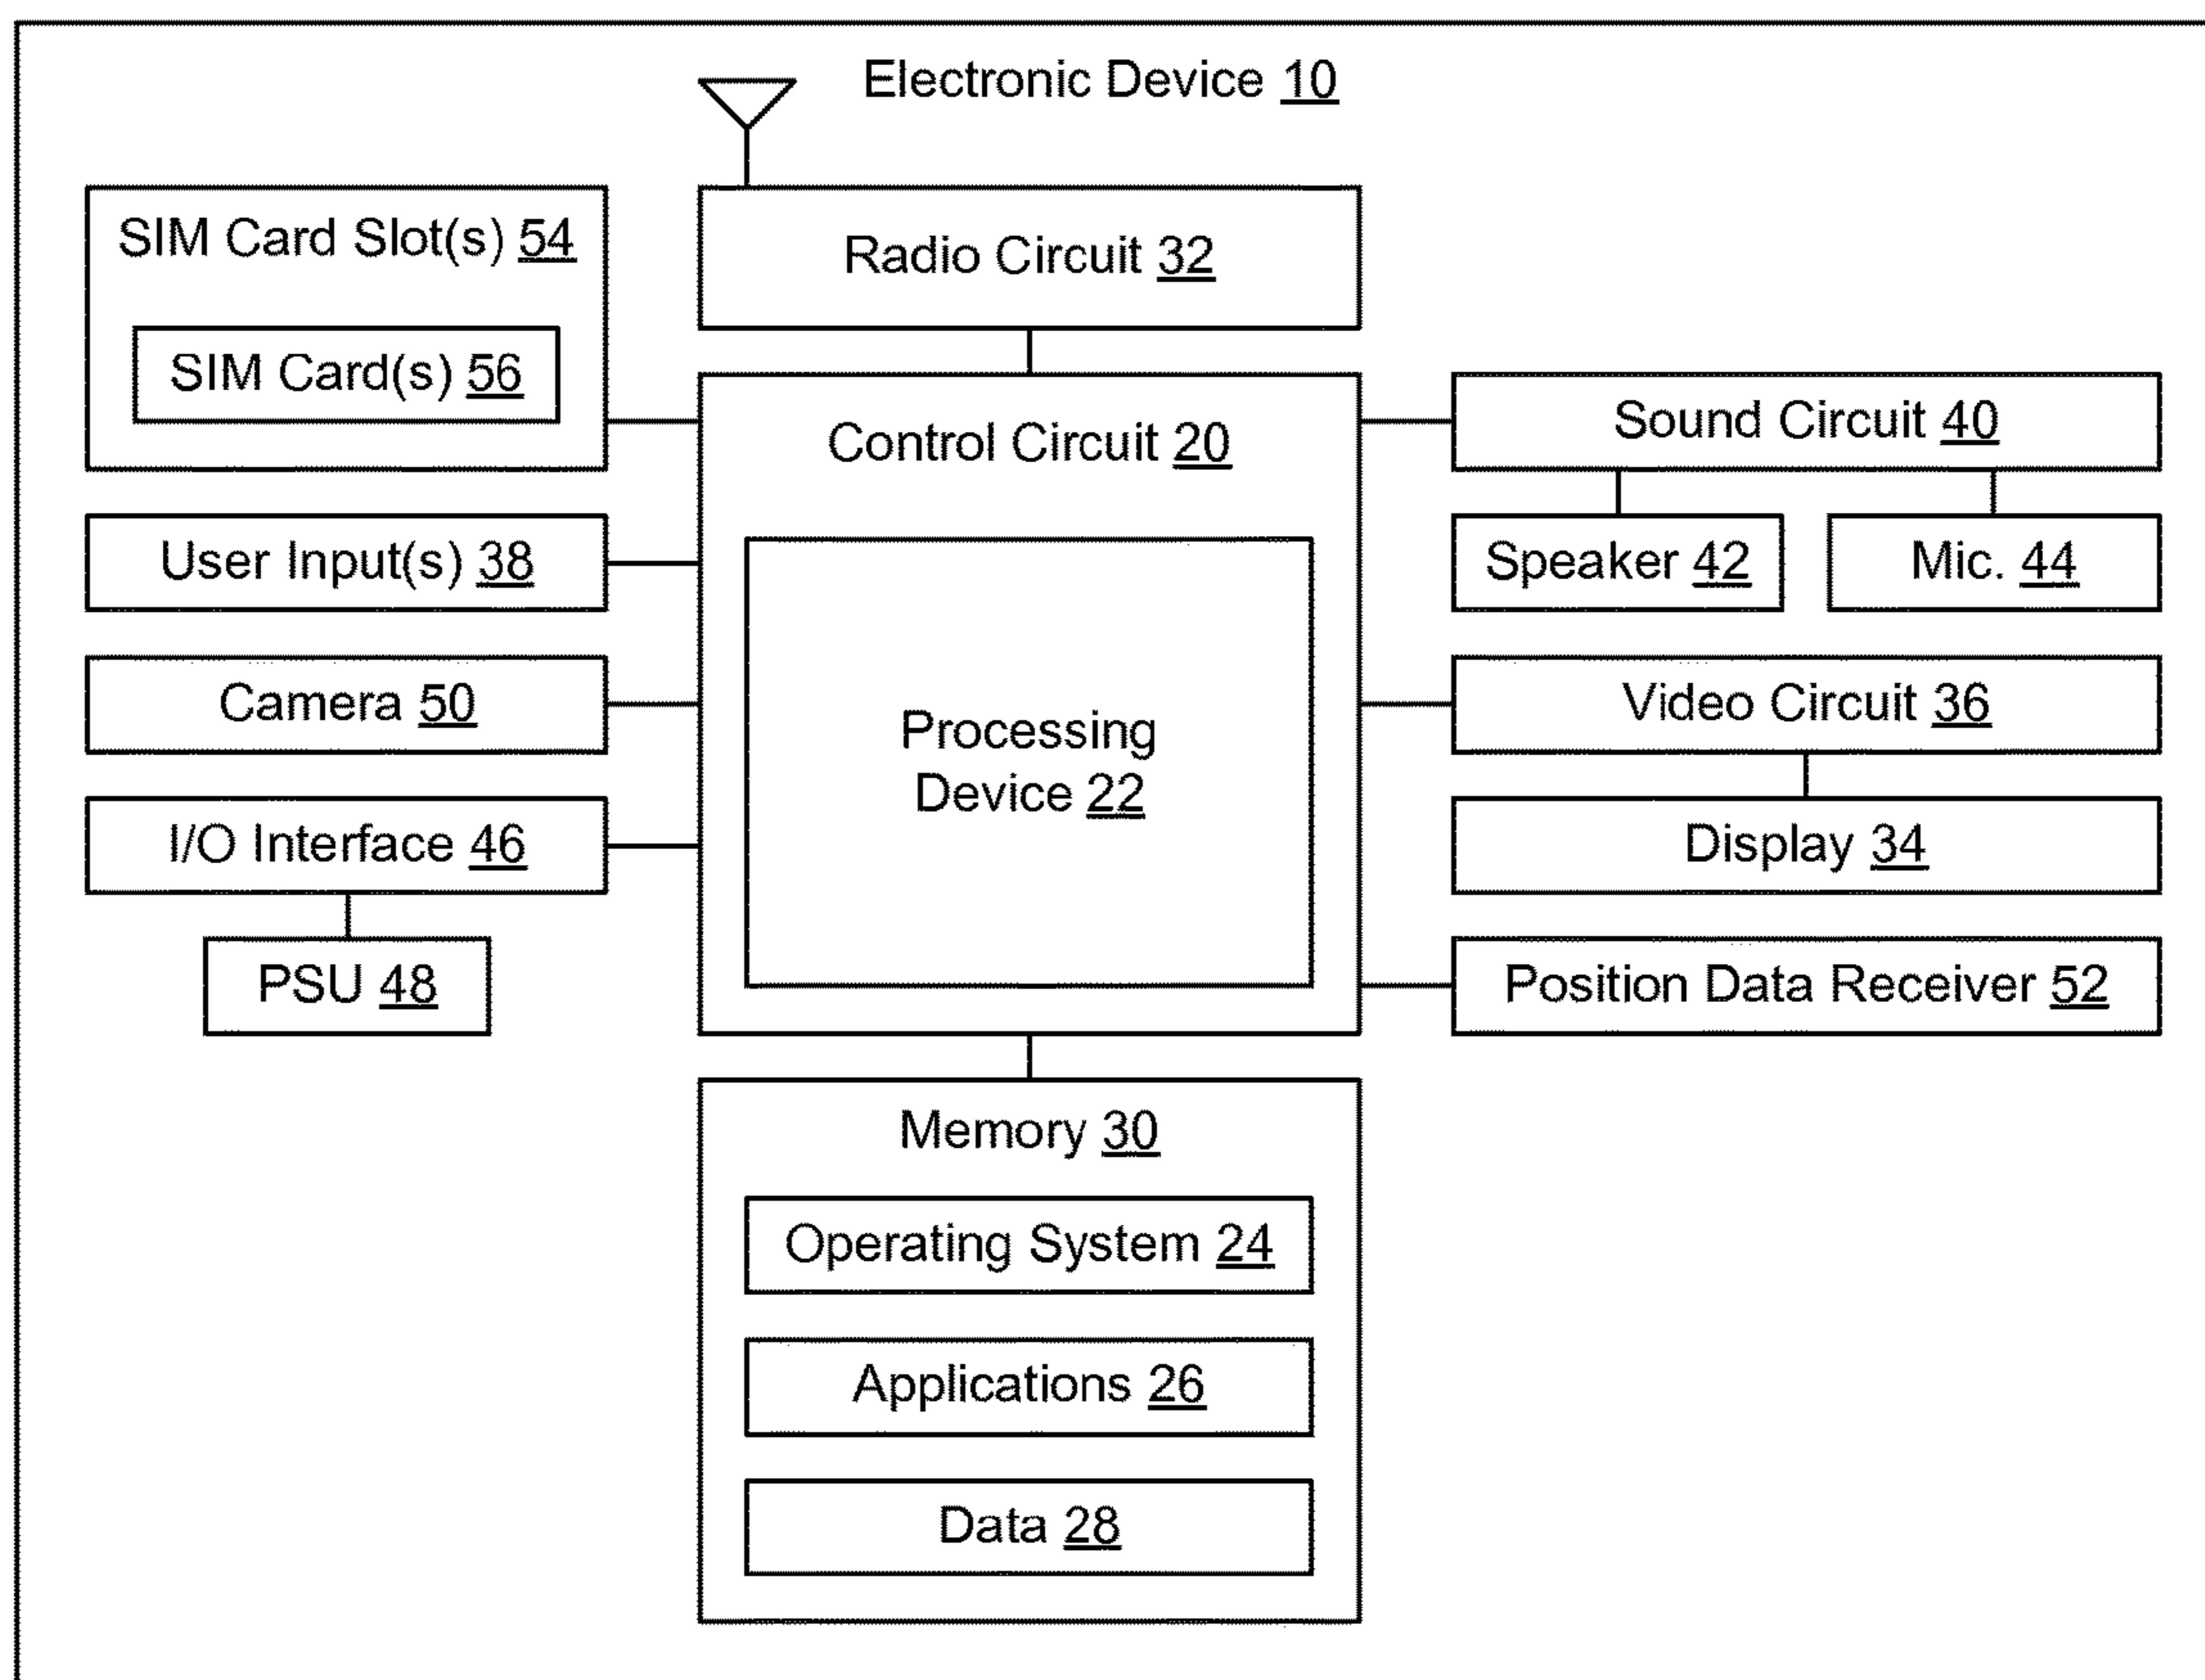 Electronic Device 10
SIM Card Slot(s) 54
SIM Card(s) 56
Radio Circuit 32
Control Circuit 20
Processing
Device 22
Sound Circuit 40
Speaker 42
Mic. 44
User Input(s) 38
Camera 50
Video Circuit 36
I/O Interface 46
Display 34
PSU 48
Position Data Receiver 52
Memory 30
Operating System 24
Applications 26
Data 28